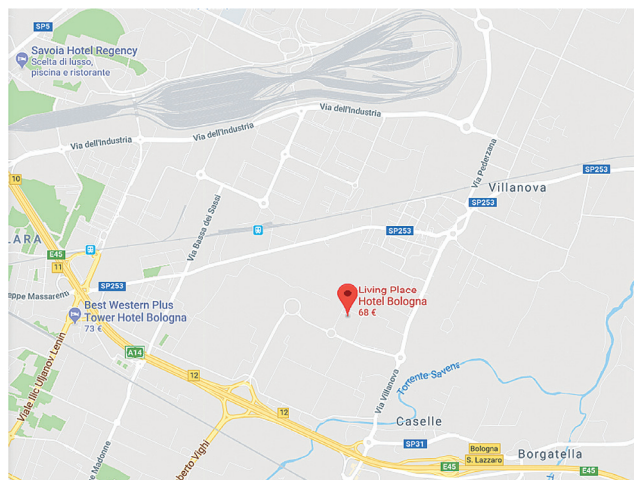 SP5
Savoia Hotel Regency
Scelta di lusso,
piscina e ristorante
Via dell'Industria
Via dell'Industria
Via dell'Industria
Via Pederzana
10
SP253
Villanova
SP253
Via Bassa dei Sassi
LARA
SP253
E45
11
SP253
eppe Massarenti
Living Place
Hotel Bologna
68 €
Best Western Plus
Tower Hotel Bologna
73 €
A14
Viale Ilic Uljanov Lenin
12
Torrente Savena
12
Via Villanova
Caselle
SP31
Bologna
S. Lazzaro
Borgatella
E45
E45
Madonne
berto Vighi